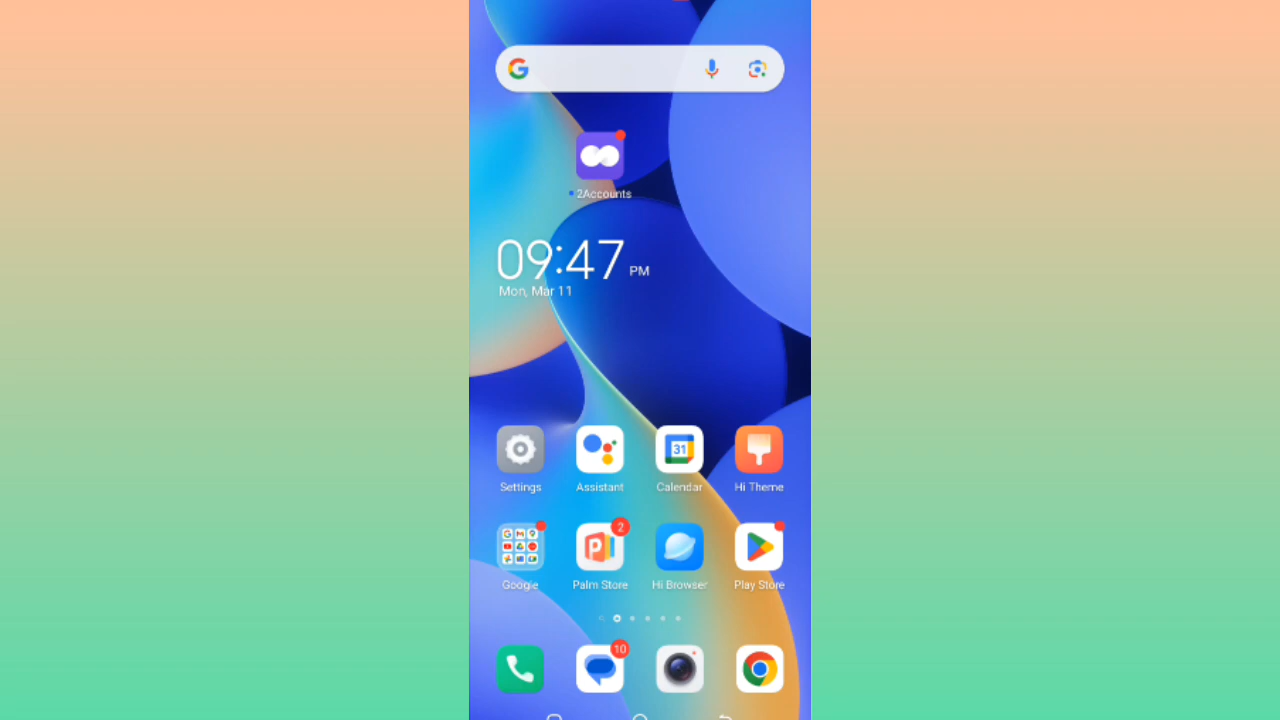 2Accounts
09:47 PM
Mon, Mar 11
31
Settings Assistant Calendar Hi Theme
2
Google Palm Store Hi Browser Play Store
10